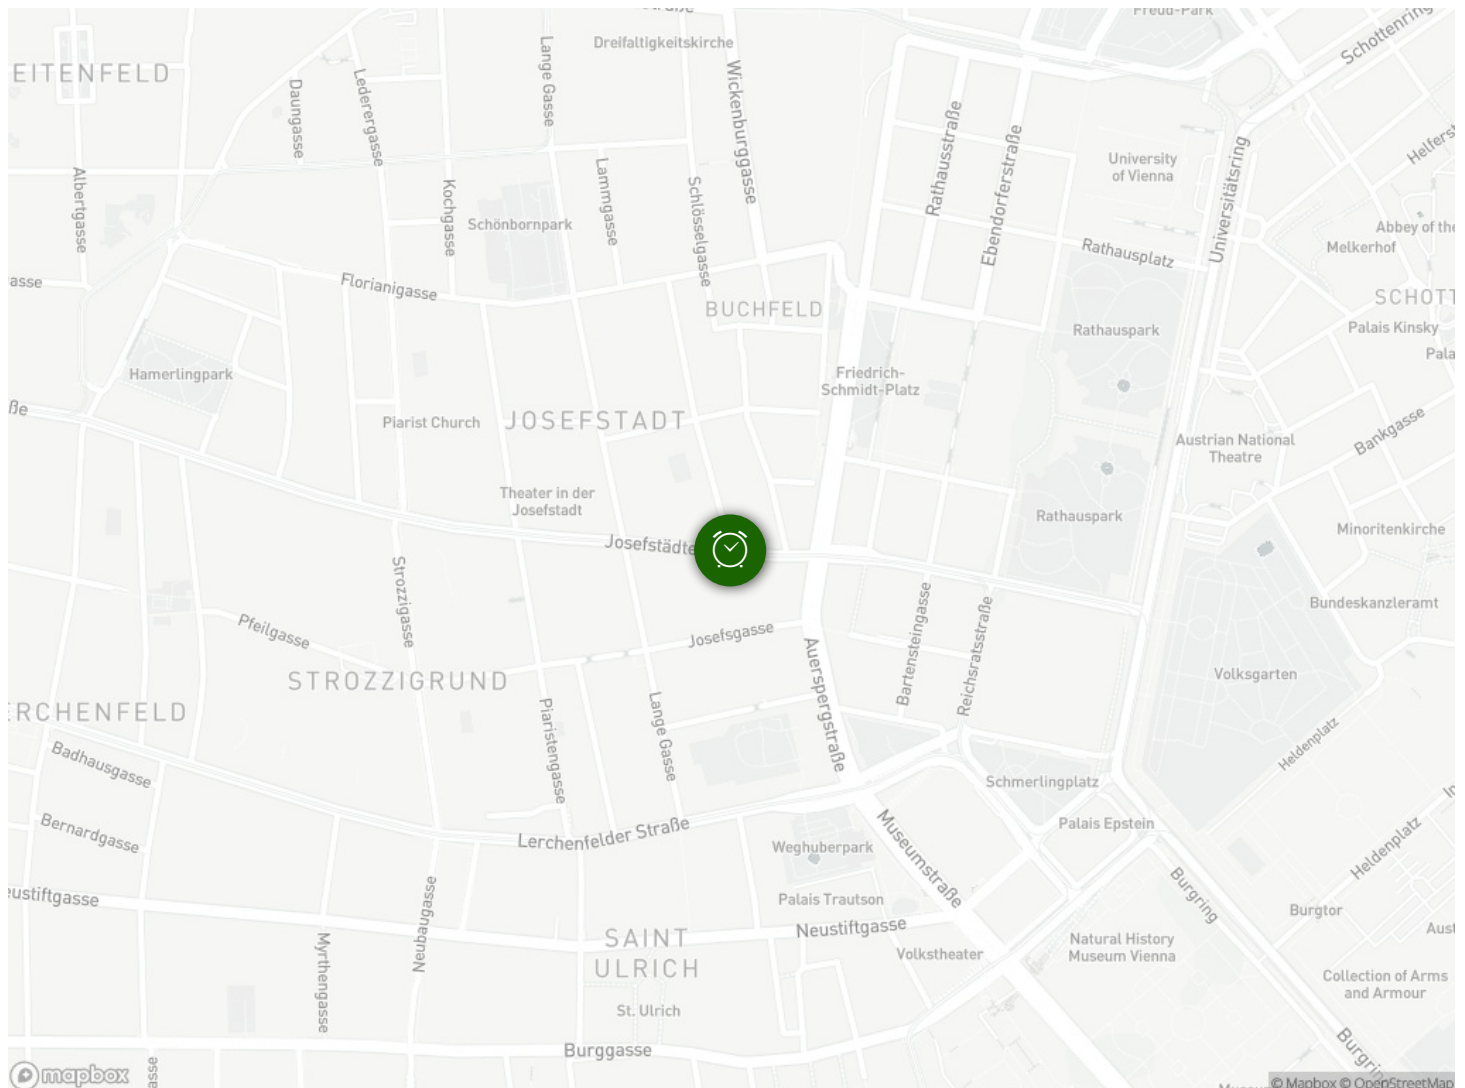 Freud-Park
Schottenring
Dreifaltigkeitskirche
EITENFELD
Lange Gasse
Wickenburggasse
Daungasse
Lederergasse
Rathausstraße
Ebendorferstraße
University
of Vienna
Universitätsring
Helferst
Albertgasse
Kochgasse
Lammgasse
Schlösselgasse
Schönbornpark
Abbey of the
Melkerhof
Rathausplatz
asse
Florianigasse
BUCHFELD
SCHOTT
Palais Kinsky
Rathauspark
Pala
Hamerlingpark
Friedrich-
Schmidt-Platz
ße
Piarist Church
JOSEFSTADT
Bankgasse
Austrian National
Theatre
Theater in der
Josefstadt
Rathauspark
Minoritenkirche
Josefstädte
Strozzigasse
Bartensteingasse
Reichsratsstraße
Bundeskanzleramt
Pfeilgasse
Josefsgasse
Auerspergstraße
Volksgarten
STROZZIGRUND
ERCHENFELD
Piaristengasse
Lange Gasse
Heldenplatz
Badhausgasse
Schmerlingplatz
Bernardgasse
Lerchenfelder Straße
Palais Epstein
Weghuberpark
Museumstraße
Heldenplatz
eustiftgasse
Neubaugasse
Palais Trautson
Burgring
Burgtor
Neustiftgasse
Aust
Myrthengasse
SAINT
ULRICH
Volkstheater
Natural History
Museum Vienna
Collection of Arms
and Armour
St. Ulrich
Burggasse
Burgring
mapbox
asse
© Mapbox © OpenStreetMap